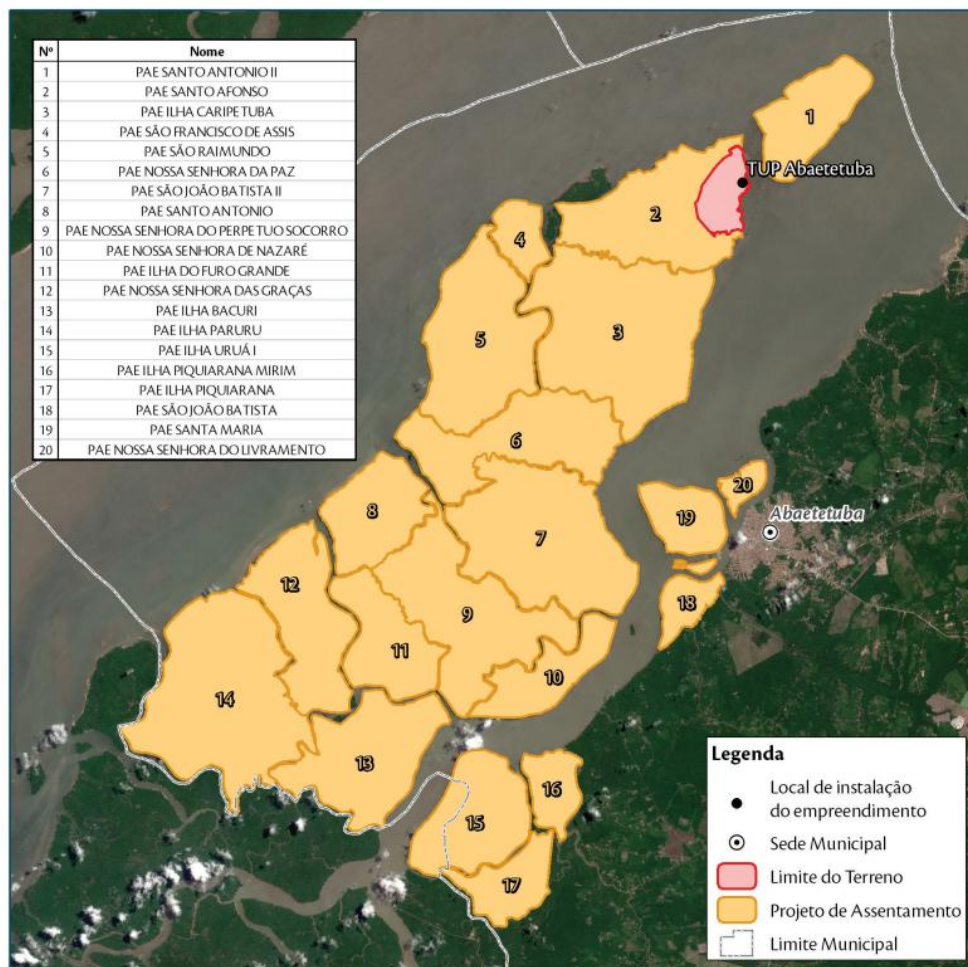 Nº Nome
1 PAE SANTO ANTONIO II
2 PAE SANTO AFONSO
3 PAE ILHA CARIPETUBA
4 PAE SÃO FRANCISCO DE ASSIS
5 PAE SÃO RAIMUNDO
6 PAE NOSSA SENHORA DA PAZ
7 PAE SÃO JOÃO BATISTA II
8 PAE SANTO ANTONIO
9 PAE NOSSA SENHORA DO PERPETUO SOCORRO
10 PAE NOSSA SENHORA DE NAZARÉ
11 PAE ILHA DO FURO GRANDE
12 PAE NOSSA SENHORA DAS GRAÇAS
13 PAE ILHA BACURI
14 PAE ILHA PARURU
15 PAE ILHA URUÁ I
16 PAE ILHA PIQUIARANA MIRIM
17 PAE ILHA PIQUIARANA
18 PAE SÃO JOÃO BATISTA
19 PAE SANTA MARIA
20 PAE NOSSA SENHORA DO LIVRAMENTO
1
TUP Abaetetuba
2
4
3
5
6
20
8
19
Abaetetuba
7
12
18
9
11
10
14
13
16
15
17
Legenda
Local de instalação
do empreendimento
Sede Municipal
Limite do Terreno
Projeto de Assentamento
Limite Municipal